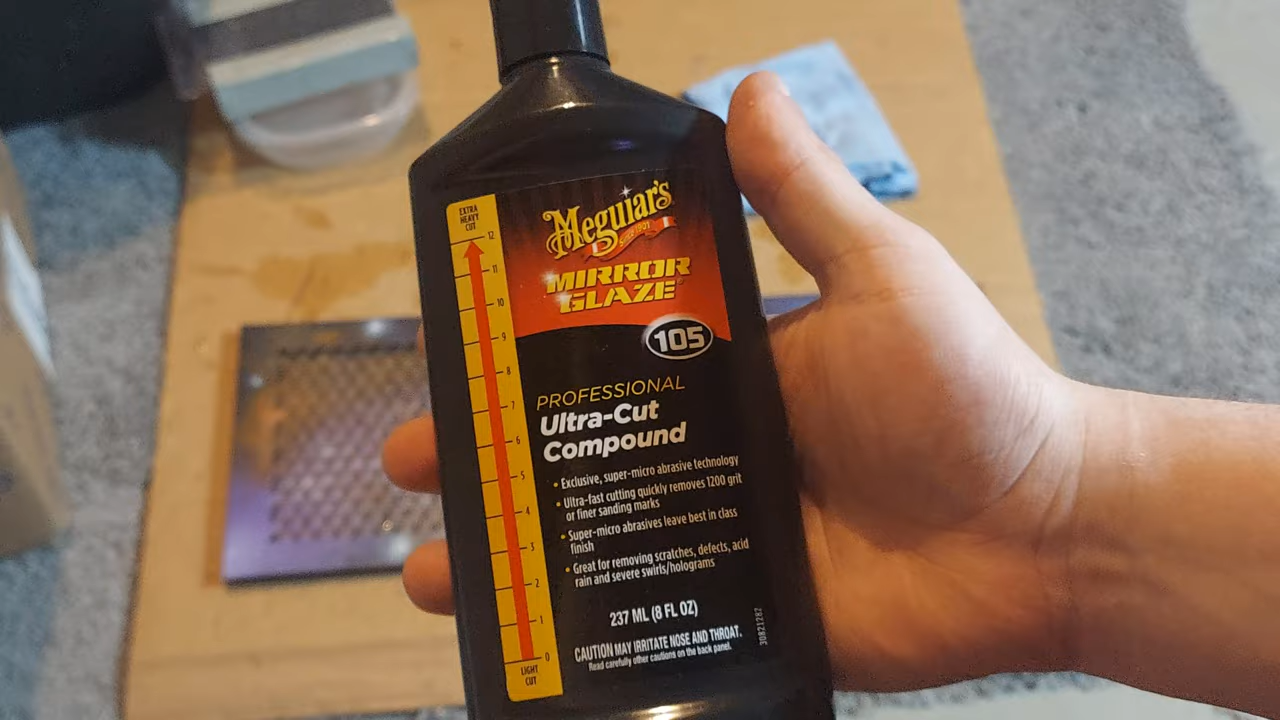 EXTRA
HEAVY
CUT
12
11
10
9
8
7
6
5
4
3
2
1
0
LIGHT
CUT
Meguiar's
SINCE 1901
MIRROR
GLAZE®
105
PROFESSIONAL
Ultra-Cut
Compound
• Exclusive, super-micro abrasive technology
• Ultra-fast cutting quickly removes 1200 grit
or finer sanding marks
• Super-micro abrasives leave best in class
finish
• Great for removing scratches, defects, acid
rain and severe swirls/holograms
237 ML (8 FL OZ)
CAUTION MAY IRRITATE NOSE AND THROAT.
Read carefully other cautions on the back panel.
30821282